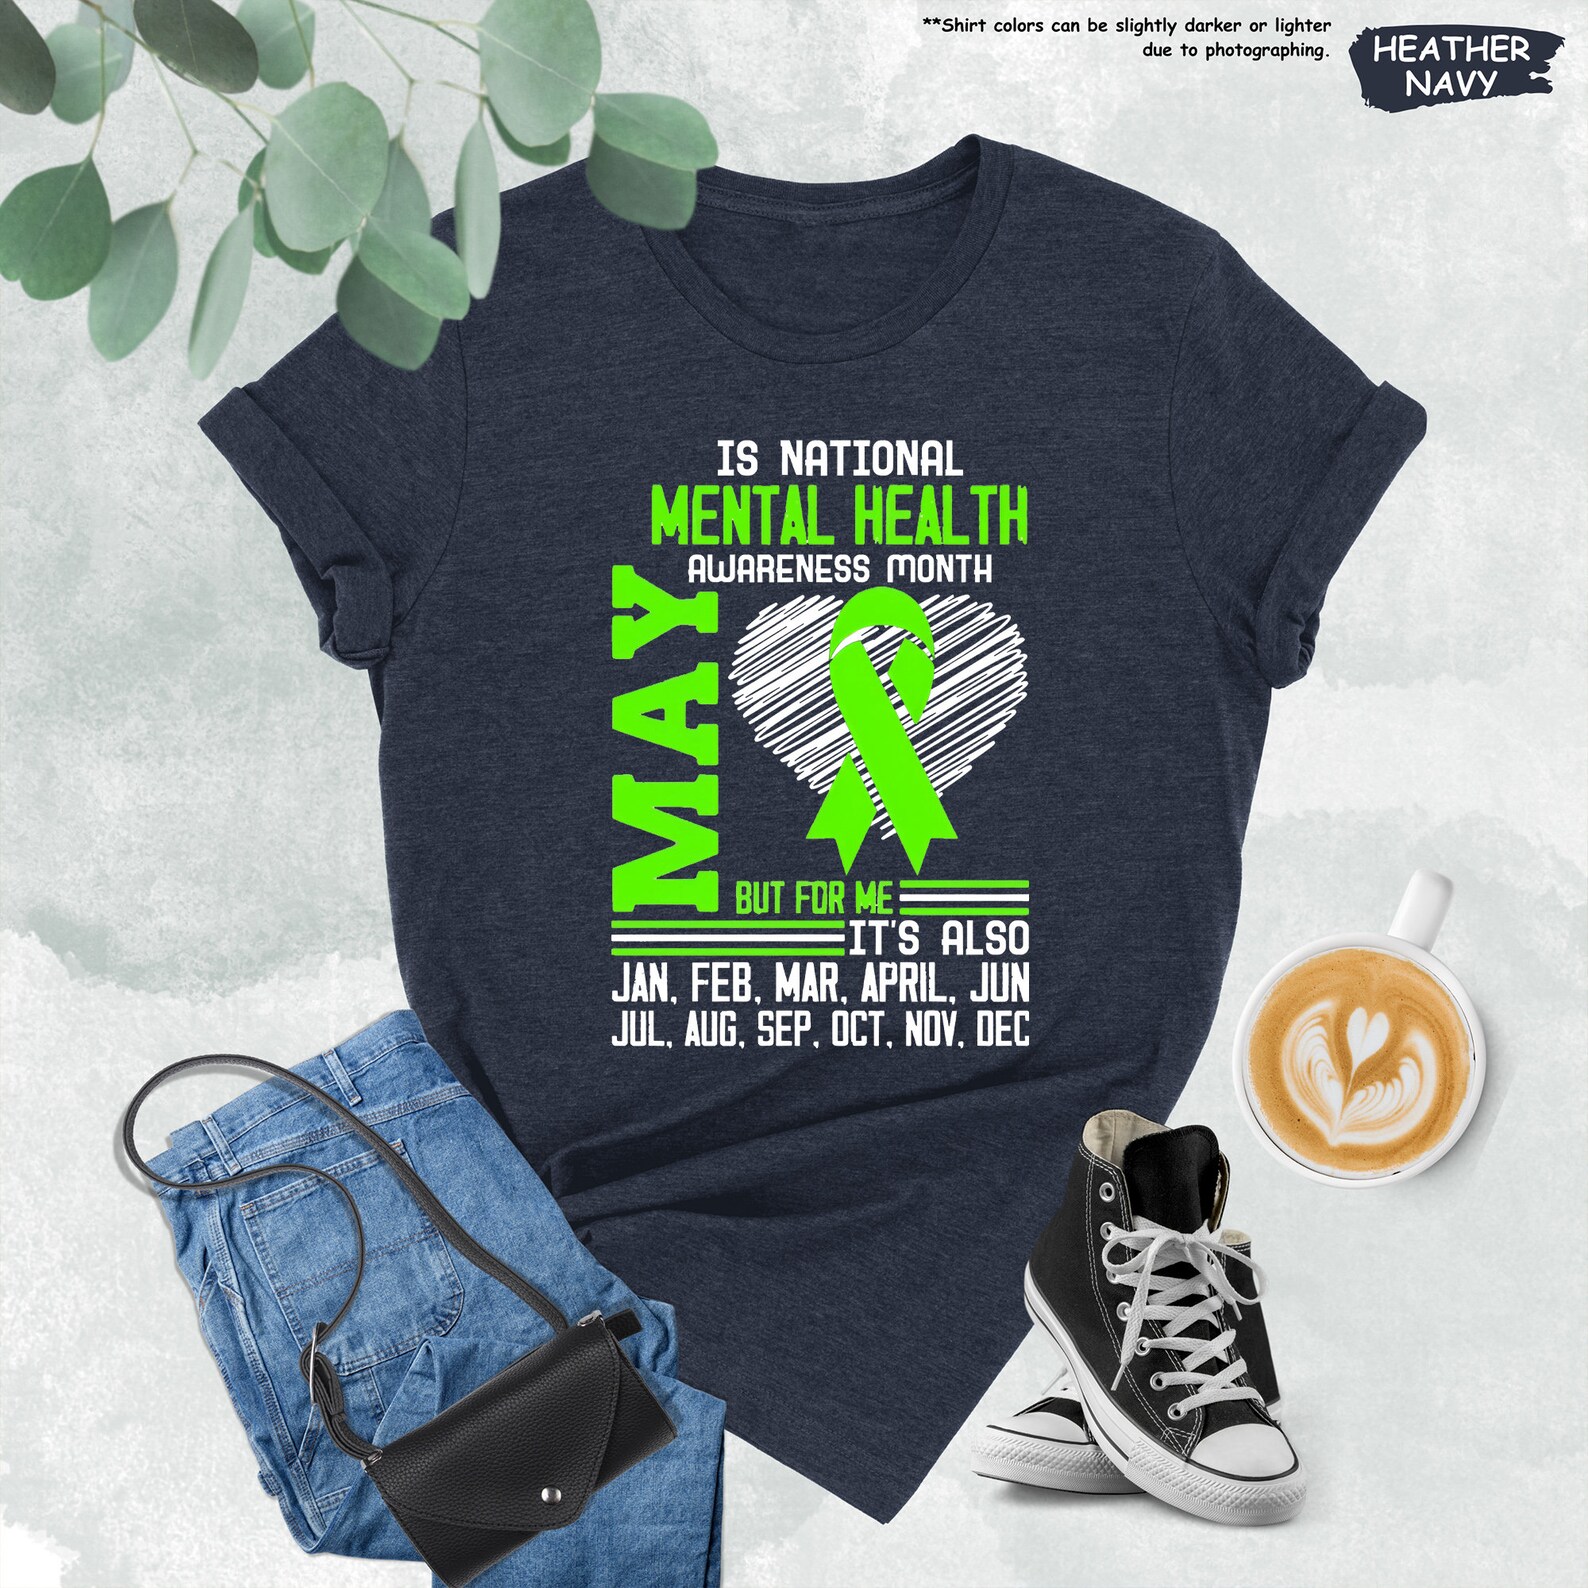 **Shirt colors can be slightly darker or lighter
due to photographing.
HEATHER
NAVY
MAY
IS NATIONAL
MENTAL HEALTH
AWARENESS MONTH
BUT FOR ME
IT'S ALSO
JAN, FEB, MAR, APRIL, JUN
JUL, AUG, SEP, OCT, NOV, DEC